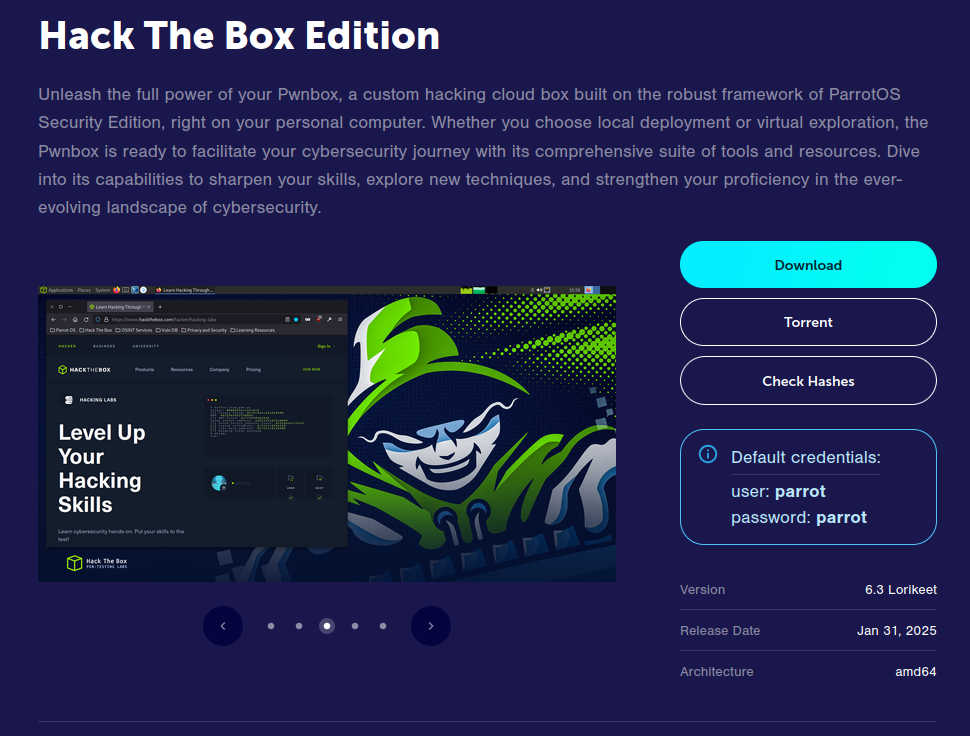 Hack The Box Edition
Unleash the full power of your Pwnbox, a custom hacking cloud box built on the robust framework of ParrotOS
Security Edition, right on your personal computer. Whether you choose local deployment or virtual exploration, the
Pwnbox is ready to facilitate your cybersecurity journey with its comprehensive suite of tools and resources. Dive
into its capabilities to sharpen your skills, explore new techniques, and strengthen your proficiency in the ever-
evolving landscape of cybersecurity.
Applications Places System Learn Hacking Through ...
Learn Hacking Through
https://www.hackthebox.com/hacker/hacking-labs
Parrot OS Hack The Box OSINT Services Vuln DB Privacy and Security Learning Resources
HACKER BUSINESS UNIVERSITY Sign In
HACKTHEBOX Products Resources Company Pricing JOIN NOW
HACKING LABS
Level Up
Your
Hacking
Skills
Learn cybersecurity hands-on. Put your skills to the
test!
USER ROOT
Hack The Box
PEN-TESTING LABS
Download
Torrent
Check Hashes
Default credentials:
user: parrot
password: parrot
Version 6.3 Lorikeet
Release Date Jan 31, 2025
Architecture amd64